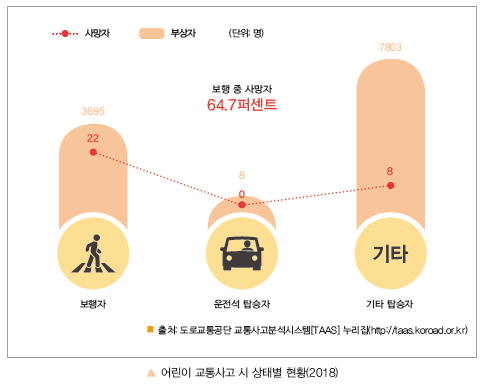 사망자 부상자 (단위: 명)
7803
보행 중 사망자
64.7퍼센트
3695
22
8
0
8
기타
보행자 운전석 탑승자 기타 탑승자
■ 출처: 도로교통공단 교통사고분석시스템[TAAS] 누리집(http://taas.koroad.or.kr)
▲ 어린이 교통사고 시 상태별 현황(2018)